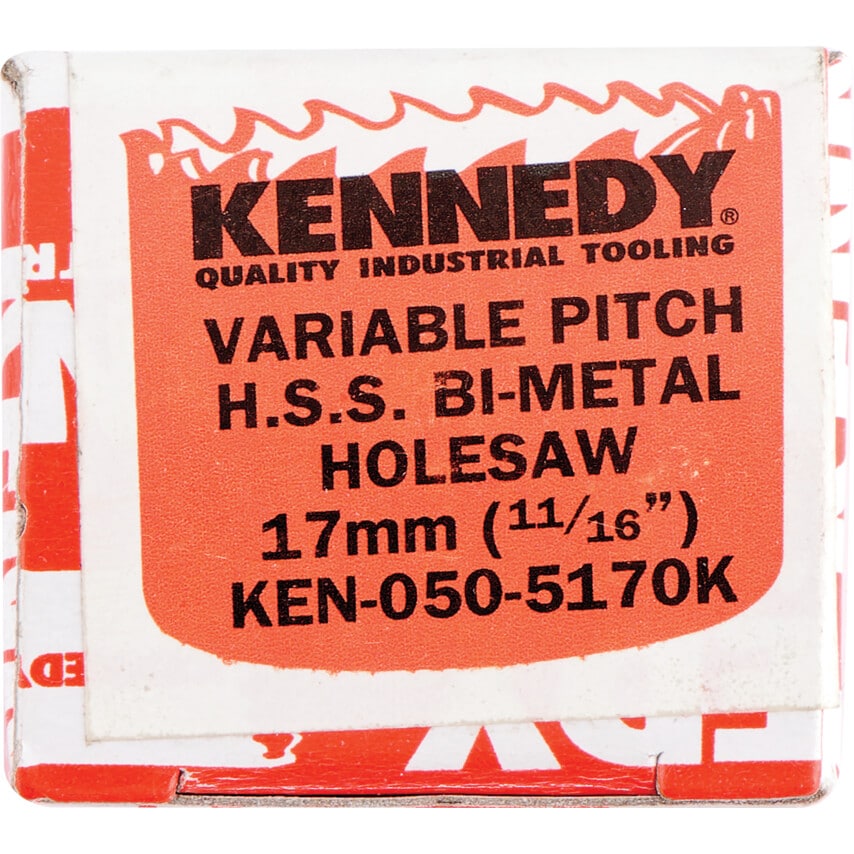 KENNEDY®
QUALITY INDUSTRIAL TOOLING
VARIABLE PITCH
H.S.S. BI-METAL
HOLESAW
17mm (11/16”)
KEN-050-5170K